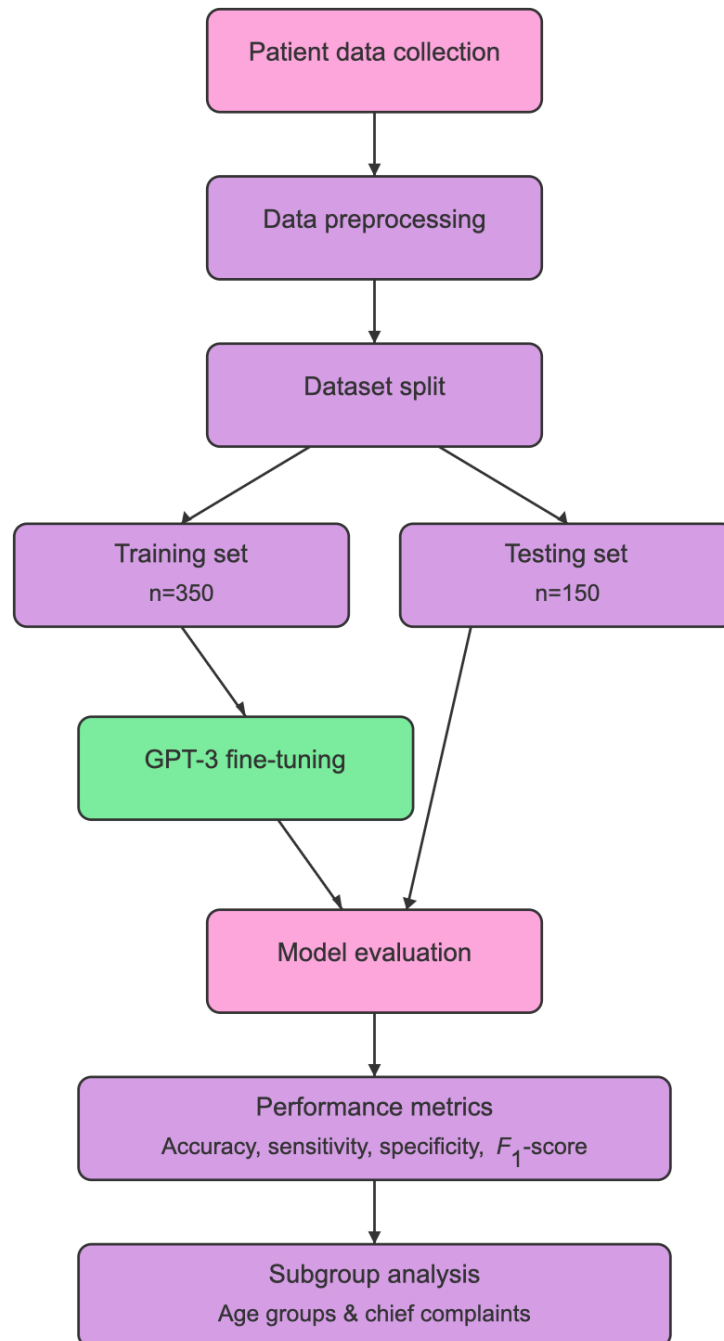 Patient data collection
Data preprocessing
Dataset split
Training set
n=350
Testing set
n=150
GPT-3 fine-tuning
Model evaluation
Performance metrics
Accuracy, sensitivity, specificity, F1-score
Subgroup analysis
Age groups & chief complaints